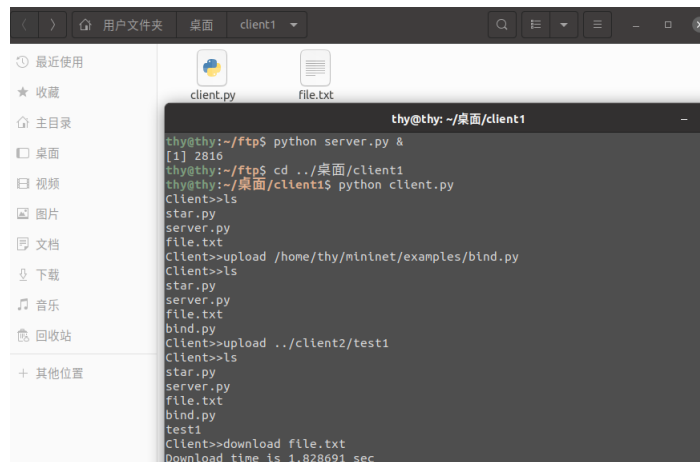 用户文件夹 桌面 client1
最近使用
收藏
主目录
桌面
视频
图片
文档
下载
音乐
回收站
+ 其他位置
client.py
file.txt
thy@thy: ~/桌面/client1
thy@thy:~/ftp$ python server.py &
[1] 2816
thy@thy:~/ftp$ cd ../桌面/client1
thy@thy:~/桌面/client1$ python client.py
Client>>ls
star.py
server.py
file.txt
Client>>upload /home/thy/mininet/examples/bind.py
Client>>ls
star.py
server.py
file.txt
bind.py
Client>>upload ../client2/test1
Client>>ls
star.py
server.py
file.txt
bind.py
test1
Client>>download file.txt
Download time is 1.828691 sec